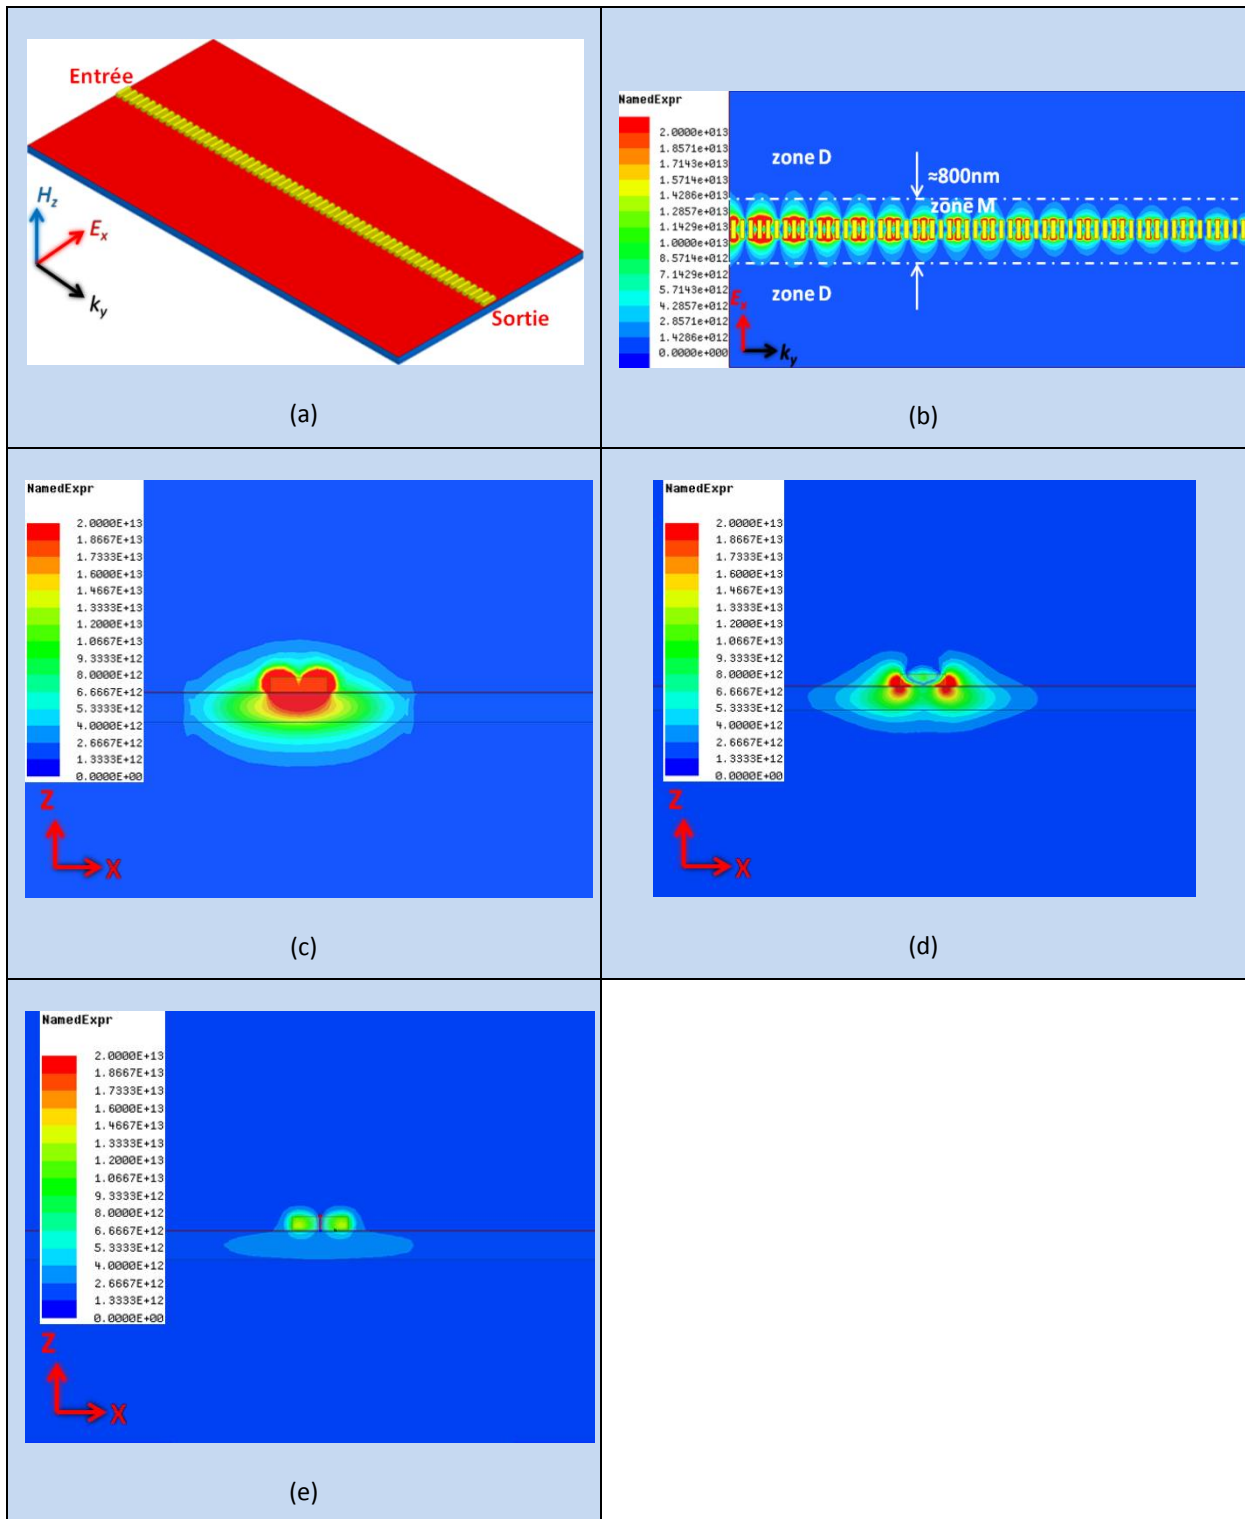 Entrée
H_z
E_x
k_y
Sortie
(a)
NamedExpr
2.0000e+013
1.8571e+013
1.7143e+013
1.5714e+013
1.4286e+013
1.2857e+013
1.1429e+013
1.0000e+013
8.5714e+012
7.1429e+012
5.7143e+012
4.2857e+012
2.8571e+012
1.4286e+012
0.0000e+000
zone D
≈800nm
zone M
zone D
E_x
k_y
(b)
NamedExpr
2.0000E+13
1.8667E+13
1.7333E+13
1.6000E+13
1.4667E+13
1.3333E+13
1.2000E+13
1.0667E+13
9.3333E+12
8.0000E+12
6.6667E+12
5.3333E+12
4.0000E+12
2.6667E+12
1.3333E+12
0.0000E+00
Z
X
(c)
NamedExpr
2.0000E+13
1.8667E+13
1.7333E+13
1.6000E+13
1.4667E+13
1.3333E+13
1.2000E+13
1.0667E+13
9.3333E+12
8.0000E+12
6.6667E+12
5.3333E+12
4.0000E+12
2.6667E+12
1.3333E+12
0.0000E+00
Z
X
(d)
NamedExpr
2.0000E+13
1.8667E+13
1.7333E+13
1.6000E+13
1.4667E+13
1.3333E+13
1.2000E+13
1.0667E+13
9.3333E+12
8.0000E+12
6.6667E+12
5.3333E+12
4.0000E+12
2.6667E+12
1.3333E+12
0.0000E+00
Z
X
(e)